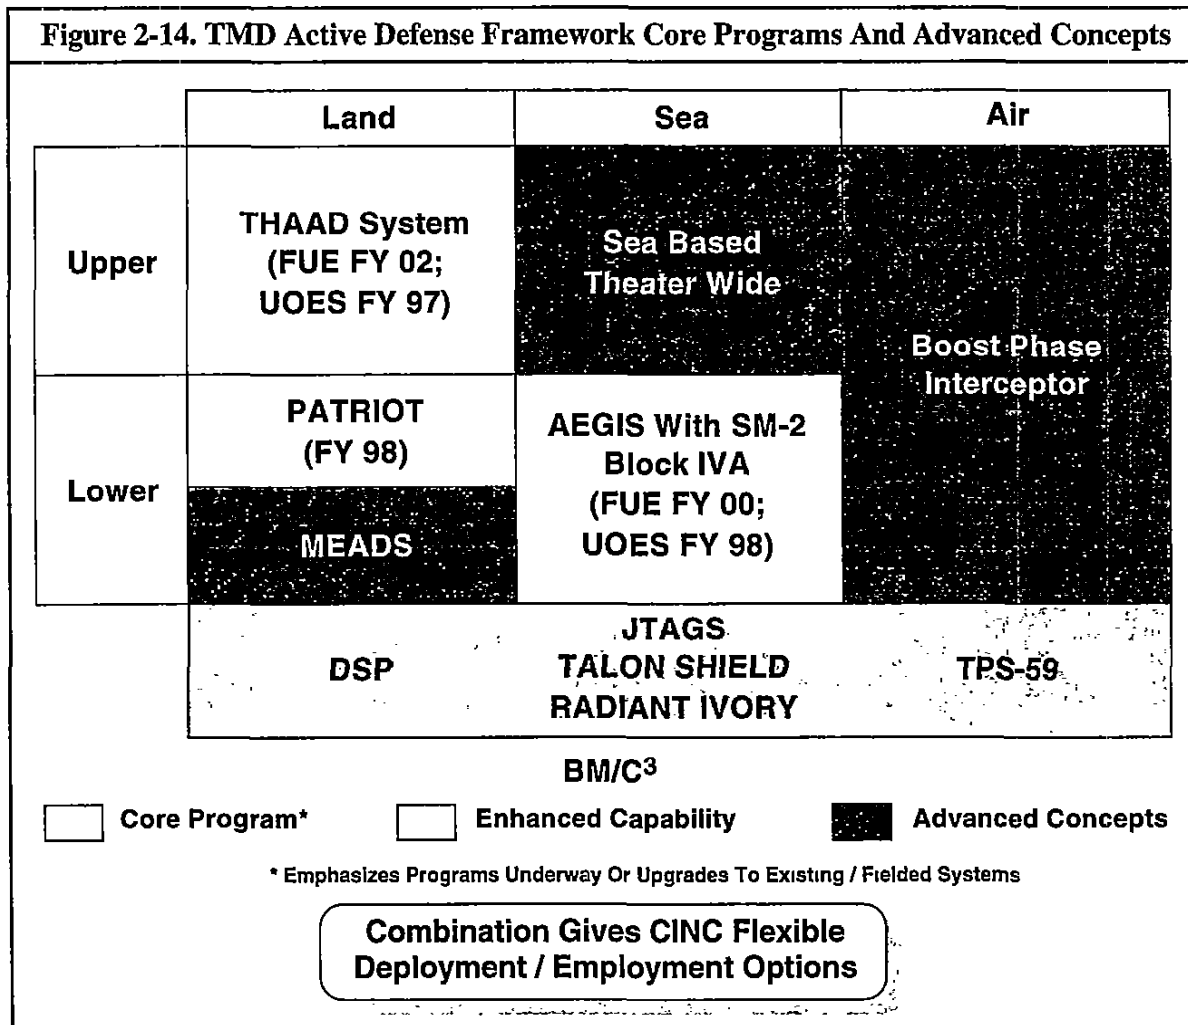 Figure 2-14. TMD Active Defense Framework Core Programs And Advanced Concepts
Land
Sea
Air
Upper
THAAD System
(FUE FY 02;
UOES FY 97)
Sea Based
Theater Wide
Boost Phase
Interceptor
Lower
PATRIOT
(FY 98)
MEADS
AEGIS With SM-2
Block IVA
(FUE FY 00;
UOES FY 98)
DSP
JTAGS
TALON SHIELD
RADIANT IVORY
TPS-59
BM/C³
Core Program*
Enhanced Capability
Advanced Concepts
* Emphasizes Programs Underway Or Upgrades To Existing / Fielded Systems
Combination Gives CINC Flexible
Deployment / Employment Options